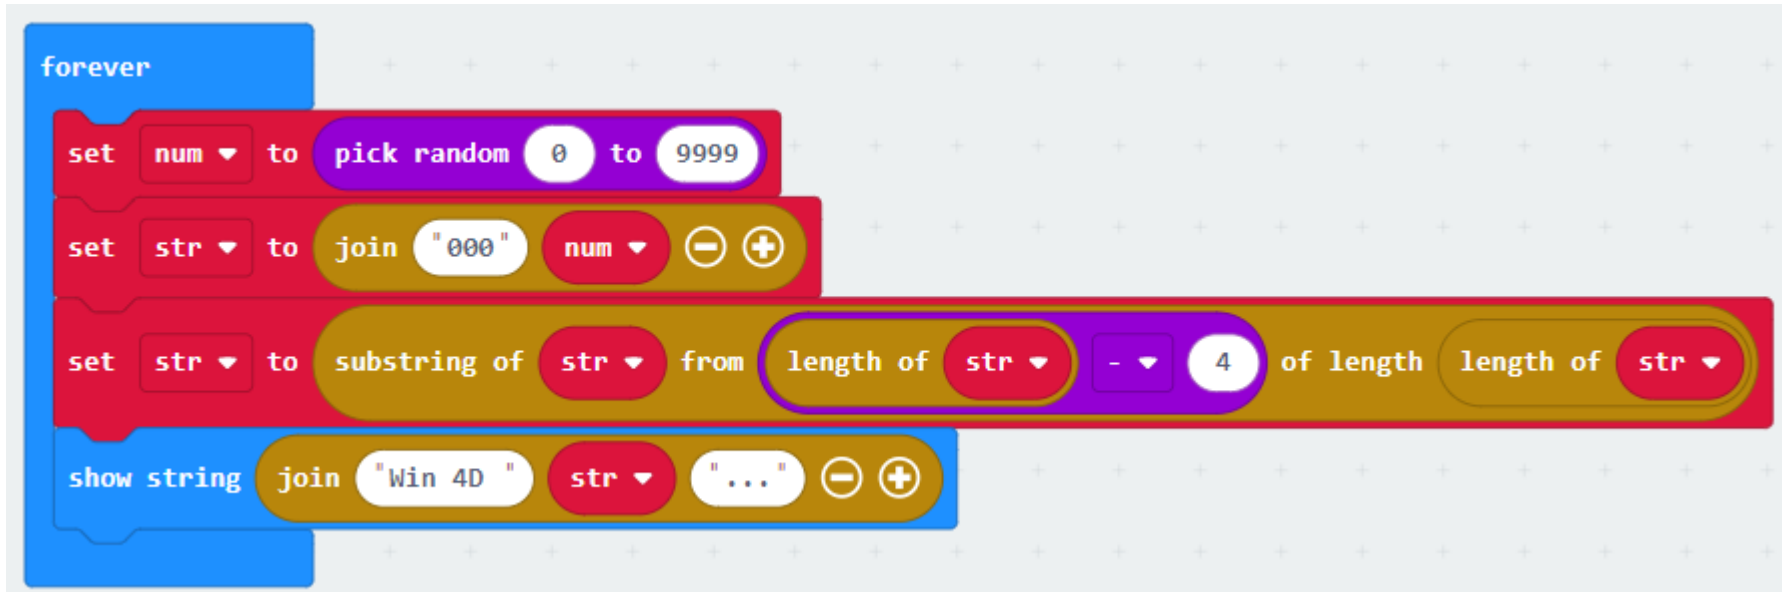 forever
set num to pick random 0 to 9999
set str to join "000" num
set str to substring of str from length of str - 4 of length length of str
show string join "Win 4D " str "..."